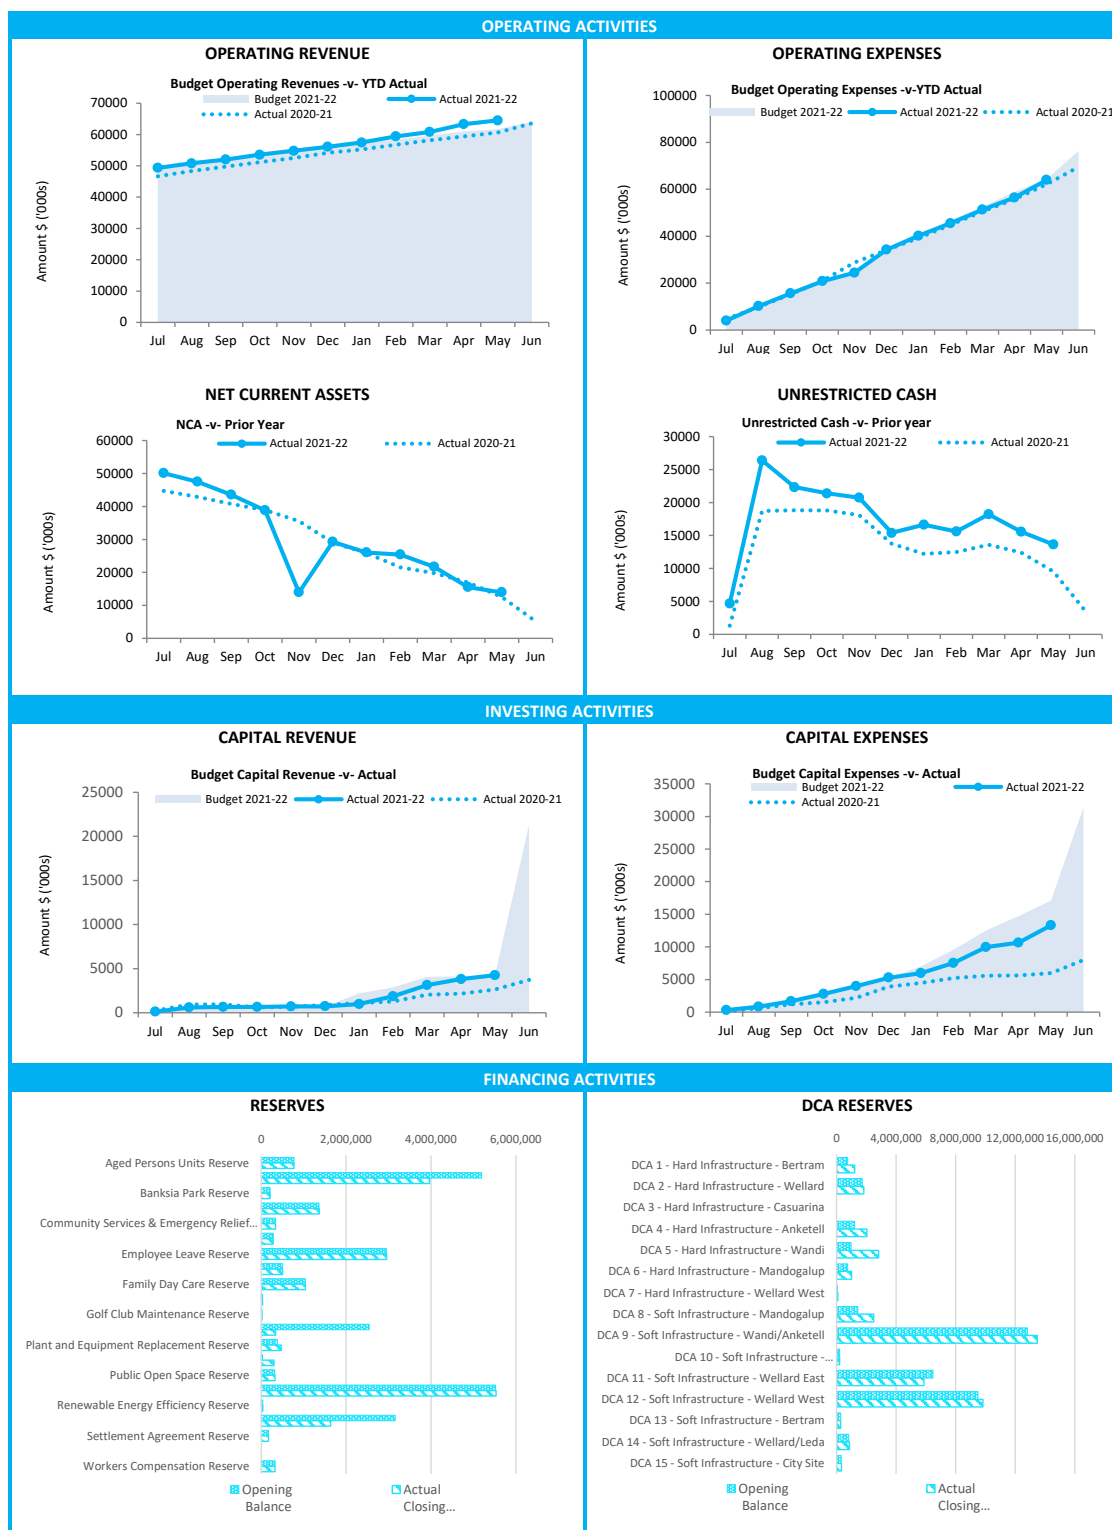 OPERATING ACTIVITIES
OPERATING REVENUE
Budget Operating Revenues -v- YTD Actual
Budget 2021-22
Actual 2021-22
Actual 2020-21
Amount $ ('000s)
70000
60000
50000
40000
30000
20000
10000
0
Jul Aug Sep Oct Nov Dec Jan Feb Mar Apr May Jun
OPERATING EXPENSES
Budget Operating Expenses -v-YTD Actual
Budget 2021-22
Actual 2021-22
Actual 2020-21
Amount $ ('000s)
100000
80000
60000
40000
20000
0
Jul Aug Sep Oct Nov Dec Jan Feb Mar Apr May Jun
NET CURRENT ASSETS
NCA -v- Prior Year
Actual 2021-22
Actual 2020-21
Amount $ ('000s)
60000
50000
40000
30000
20000
10000
0
Jul Aug Sep Oct Nov Dec Jan Feb Mar Apr May Jun
UNRESTRICTED CASH
Unrestricted Cash -v- Prior year
Actual 2021-22
Actual 2020-21
Amount $ ('000s)
30000
25000
20000
15000
10000
5000
0
Jul Aug Sep Oct Nov Dec Jan Feb Mar Apr May Jun
INVESTING ACTIVITIES
CAPITAL REVENUE
Budget Capital Revenue -v- Actual
Budget 2021-22
Actual 2021-22
Actual 2020-21
Amount $ ('000s)
25000
20000
15000
10000
5000
0
Jul Aug Sep Oct Nov Dec Jan Feb Mar Apr May Jun
CAPITAL EXPENSES
Budget Capital Expenses -v- Actual
Budget 2021-22
Actual 2021-22
Actual 2020-21
Amount $ ('000s)
35000
30000
25000
20000
15000
10000
5000
0
Jul Aug Sep Oct Nov Dec Jan Feb Mar Apr May Jun
FINANCING ACTIVITIES
RESERVES
0 2,000,000 4,000,000 6,000,000
Aged Persons Units Reserve
Banksia Park Reserve
Community Services & Emergency Relief...
Employee Leave Reserve
Family Day Care Reserve
Golf Club Maintenance Reserve
Plant and Equipment Replacement Reserve
Public Open Space Reserve
Renewable Energy Efficiency Reserve
Settlement Agreement Reserve
Workers Compensation Reserve
Opening Balance
Actual Closing...
DCA RESERVES
0 4,000,000 8,000,000 12,000,000 16,000,000
DCA 1 - Hard Infrastructure - Bertram
DCA 2 - Hard Infrastructure - Wellard
DCA 3 - Hard Infrastructure - Casuarina
DCA 4 - Hard Infrastructure - Anketell
DCA 5 - Hard Infrastructure - Wandi
DCA 6 - Hard Infrastructure - Mandogalup
DCA 7 - Hard Infrastructure - Wellard West
DCA 8 - Soft Infrastructure - Mandogalup
DCA 9 - Soft Infrastructure - Wandi/Anketell
DCA 10 - Soft Infrastructure -...
DCA 11 - Soft Infrastructure - Wellard East
DCA 12 - Soft Infrastructure - Wellard West
DCA 13 - Soft Infrastructure - Bertram
DCA 14 - Soft Infrastructure - Wellard/Leda
DCA 15 - Soft Infrastructure - City Site
Opening Balance
Actual Closing...